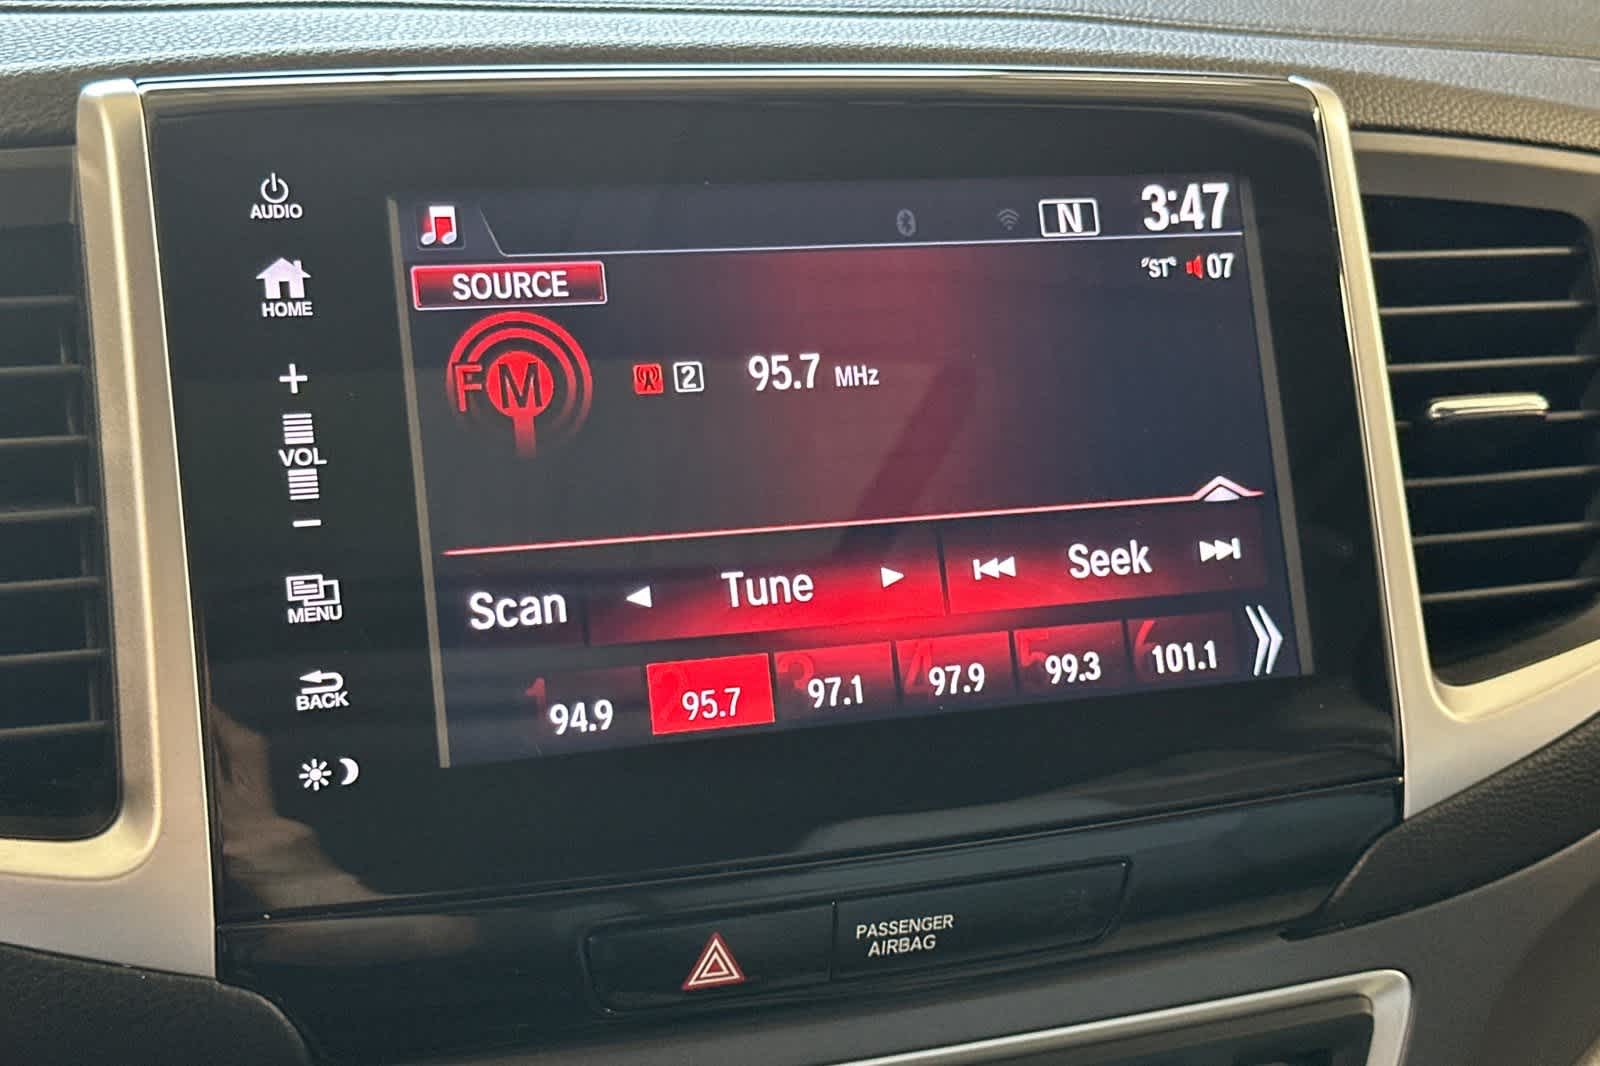 AUDIO
HOME
+
VOL
−
MENU
BACK
N 3:47
SOURCE
"ST" 07
FM
2 95.7 MHz
Scan Tune Seek
1 94.9 2 95.7 3 97.1 4 97.9 5 99.3 6 101.1
PASSENGER
AIRBAG